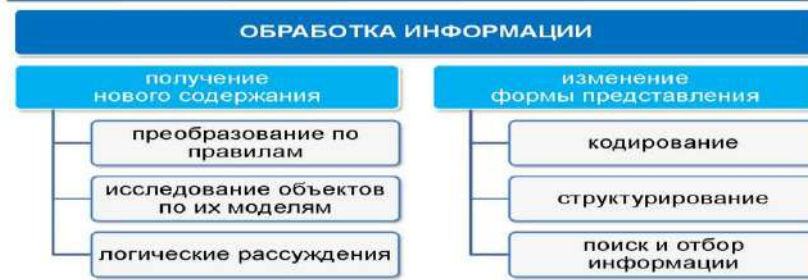 ОБРАБОТКА ИНФОРМАЦИИ
получение
нового содержания
преобразование по
правилам
исследование объектов
по их моделям
логические рассуждения
изменение
формы представления
кодирование
структурирование
поиск и отбор
информации